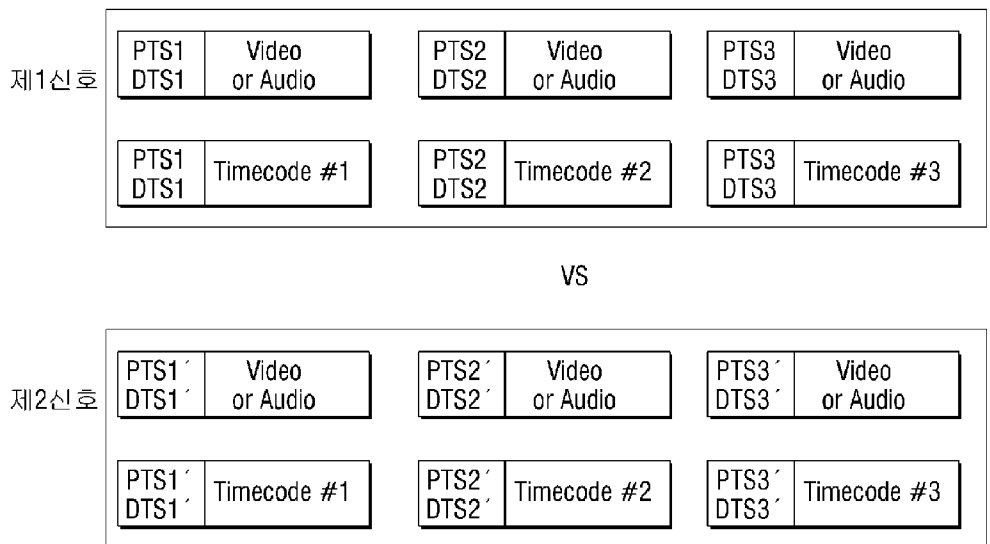 제1신호
PTS1 Video
DTS1 or Audio
PTS2 Video
DTS2 or Audio
PTS3 Video
DTS3 or Audio
PTS1
DTS1
Timecode #1
PTS2
DTS2
Timecode #2
PTS3
DTS3
Timecode #3
VS
제2신호
PTS1´ Video
DTS1´ or Audio
PTS2´ Video
DTS2´ or Audio
PTS3´ Video
DTS3´ or Audio
PTS1´
DTS1´
Timecode #1
PTS2´
DTS2´
Timecode #2
PTS3´
DTS3´
Timecode #3